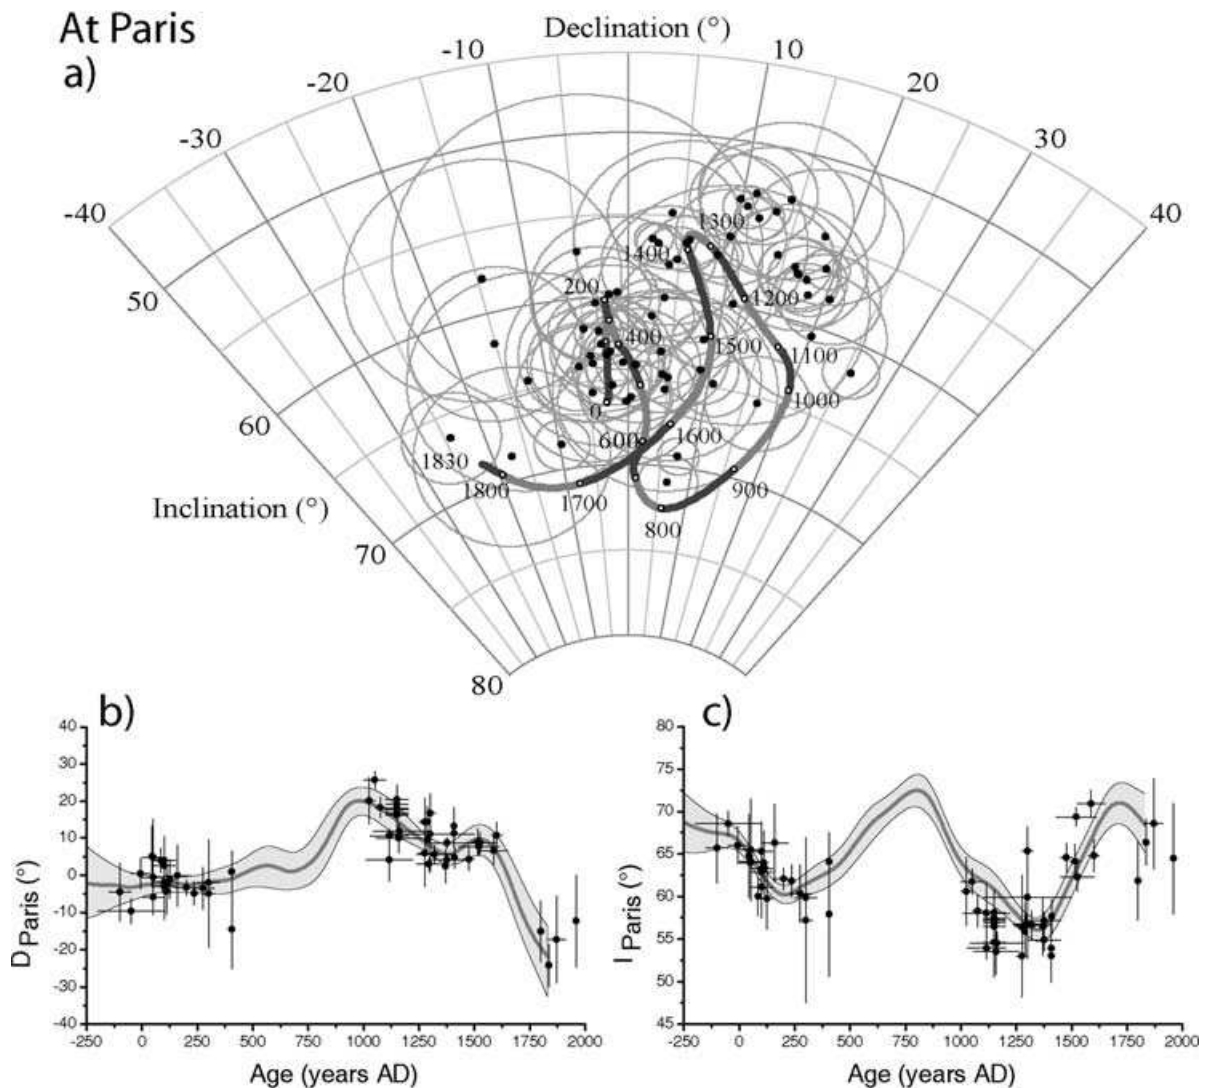 At Paris
a)
Declination (°)
-40 -30 -20 -10 10 20 30 40
50
60
70
80
Inclination (°)
1300
1400
200
1200
400
1500
1100
0
1000
600
1600
1830
1800
1700
900
800
b)
D Paris (°)
40
30
20
10
0
-10
-20
-30
-40
-250 0 250 500 750 1000 1250 1500 1750 2000
Age (years AD)
c)
I Paris (°)
80
75
70
65
60
55
50
45
-250 0 250 500 750 1000 1250 1500 1750 2000
Age (years AD)